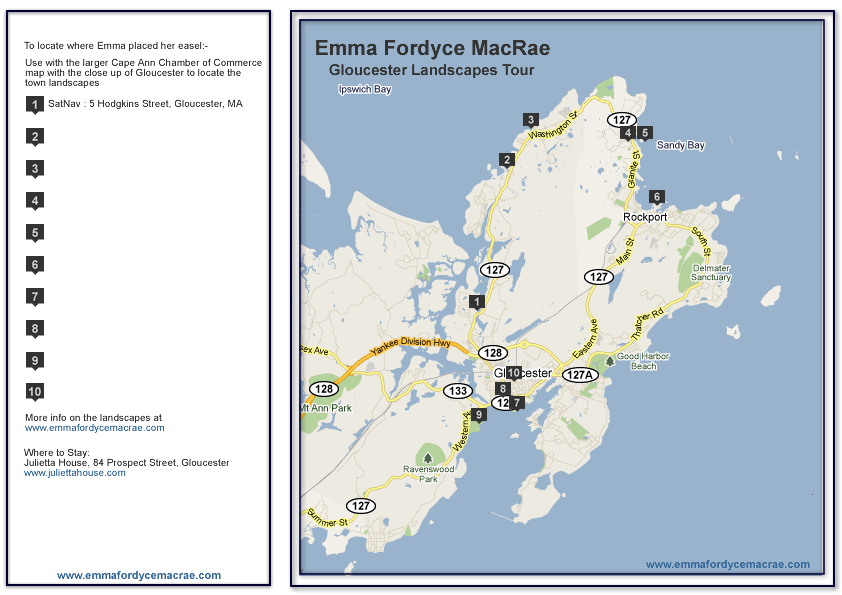 To locate where Emma placed her easel:-
Use with the larger Cape Ann Chamber of Commerce
map with the close up of Gloucester to locate the
town landscapes
1 SatNav : 5 Hodgkins Street, Gloucester, MA
2
3
4
5
6
7
8
9
10
More info on the landscapes at
www.emmafordycemacrae.com
Where to Stay:
Julietta House, 84 Prospect Street, Gloucester
www.juliettahouse.com
www.emmafordycemacrae.com
Emma Fordyce MacRae
Gloucester Landscapes Tour
Ipswich Bay
3
Washington St
127
4 5
Sandy Bay
2
Granite St
6
Rockport
South St
Main St
127
127
Delmater
Sanctuary
1
Thatcher Rd
Eastern Ave
Yankee Division Hwy
128
sex Ave
Good Harbor
Beach
10
127A
128
133
8
7
Mt Ann Park
9
Western A
Ravenswood
Park
127
Summer St
www.emmafordycemacrae.com